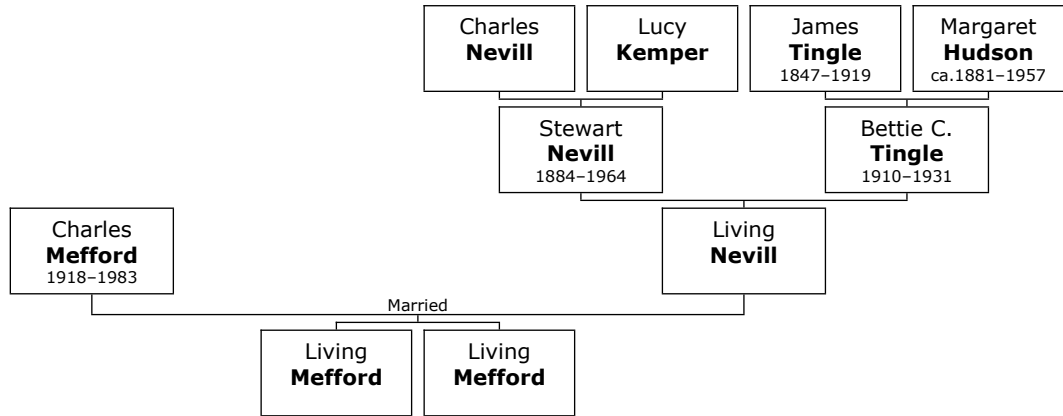 Charles
Nevill
Lucy
Kemper
James
Tingle
1847–1919
Margaret
Hudson
ca.1881–1957
Stewart
Nevill
1884–1964
Bettie C.
Tingle
1910–1931
Charles
Mefford
1918–1983
Living
Nevill
Married
Living
Mefford
Living
Mefford